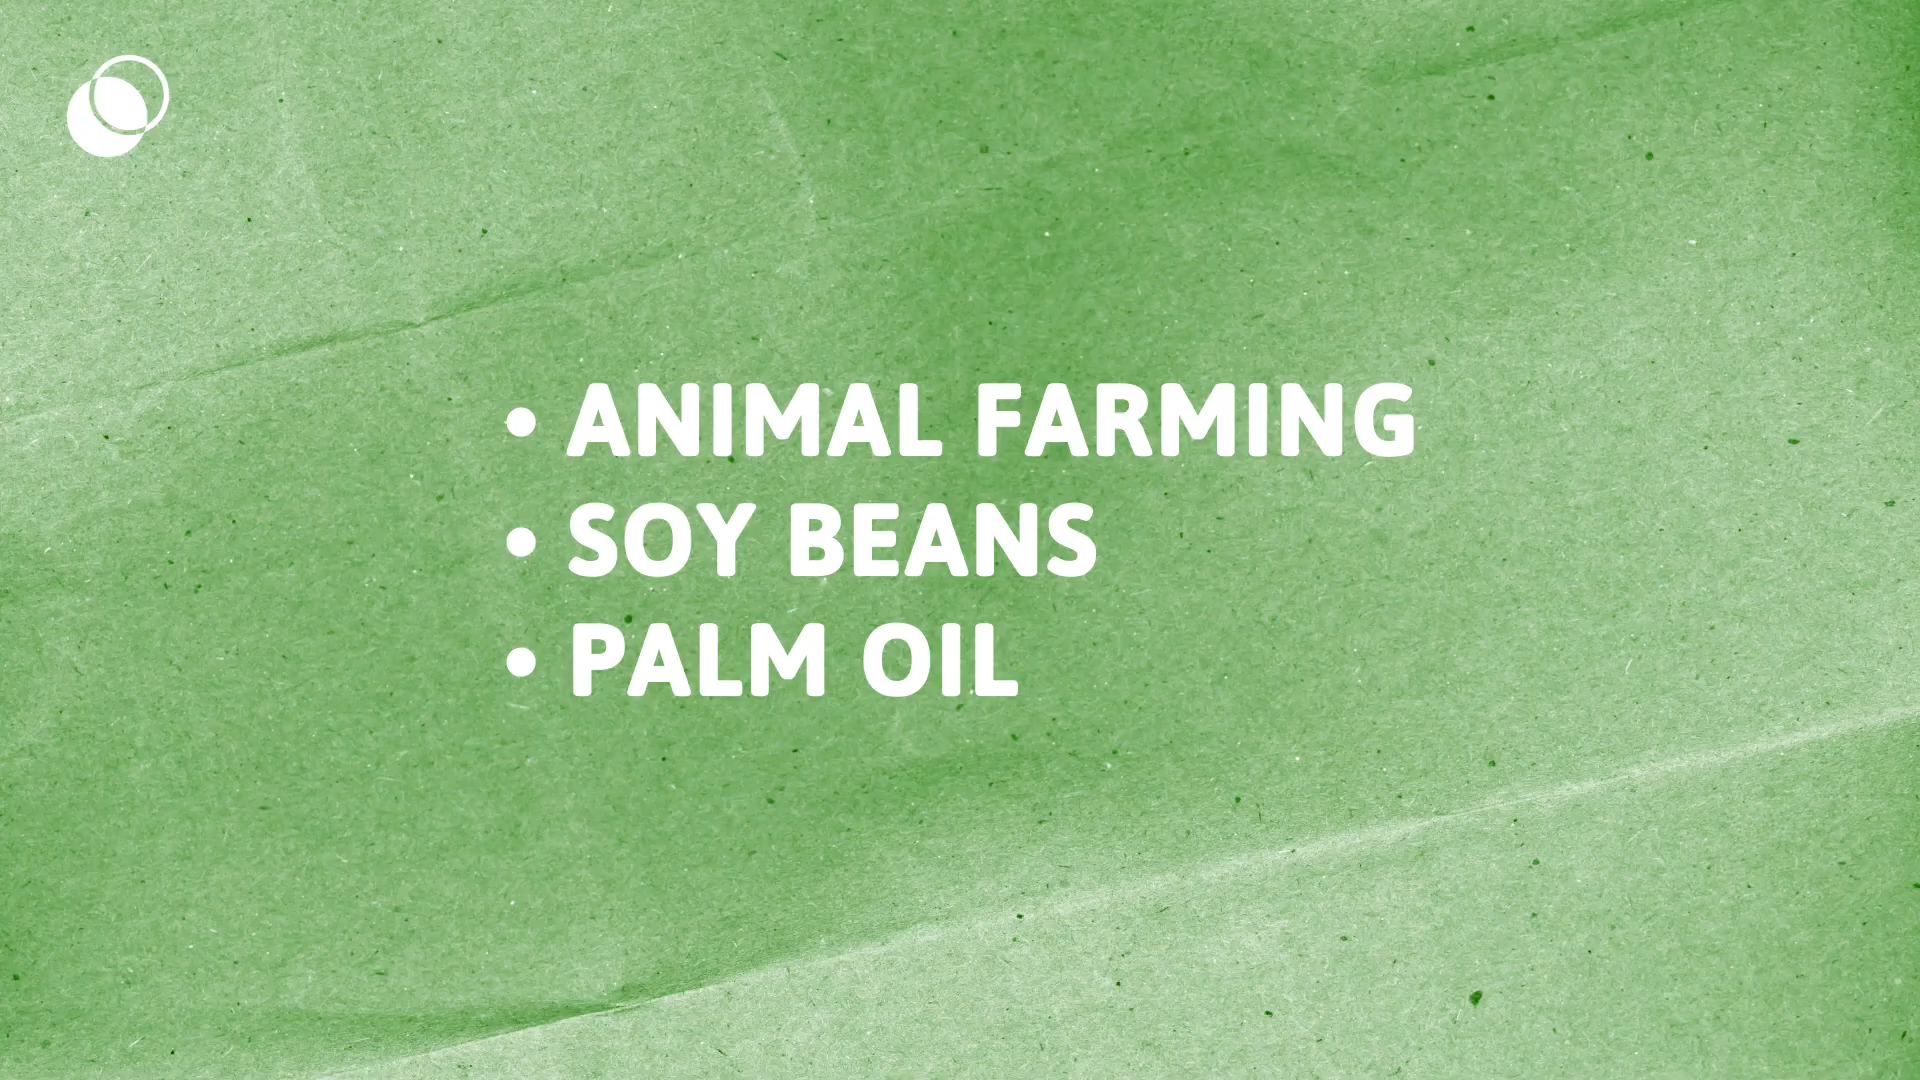 • ANIMAL FARMING
• SOY BEANS
• PALM OIL